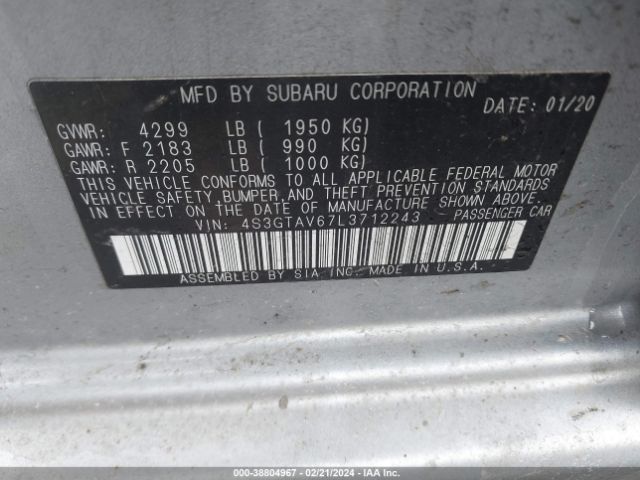 MFD BY SUBARU CORPORATION
DATE: 01/20
GVWR: 4299 LB ( 1950 KG)
GAWR: F 2183 LB ( 990 KG)
GAWR: R 2205 LB ( 1000 KG)
THIS VEHICLE CONFORMS TO ALL APPLICABLE FEDERAL MOTOR
VEHICLE SAFETY, BUMPER, AND THEFT PREVENTION STANDARDS
IN EFFECT ON THE DATE OF MANUFACTURE SHOWN ABOVE.
VIN: 4S3GTAV67L3712243 PASSENGER CAR
ASSEMBLED BY SIA INC. MADE IN U.S.A.
000-38804967 - 02/21/2024 - IAAI.COM